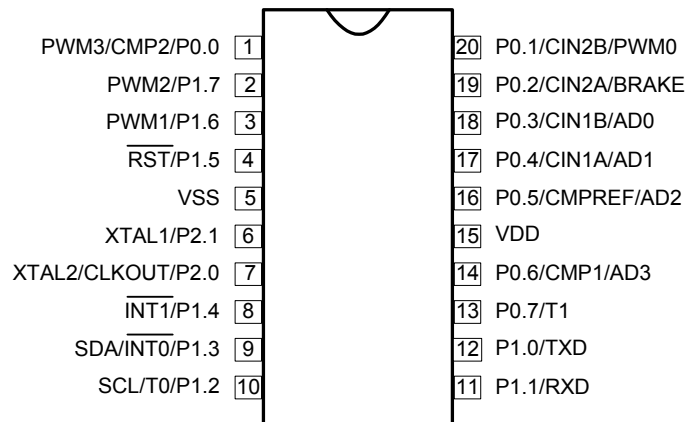 PWM3/CMP2/P0.0 1 20 P0.1/CIN2B/PWM0
PWM2/P1.7 2 19 P0.2/CIN2A/BRAKE
PWM1/P1.6 3 18 P0.3/CIN1B/AD0
RST/P1.5 4 17 P0.4/CIN1A/AD1
VSS 5 16 P0.5/CMPREF/AD2
XTAL1/P2.1 6 15 VDD
XTAL2/CLKOUT/P2.0 7 14 P0.6/CMP1/AD3
INT1/P1.4 8 13 P0.7/T1
SDA/INT0/P1.3 9 12 P1.0/TXD
SCL/T0/P1.2 10 11 P1.1/RXD